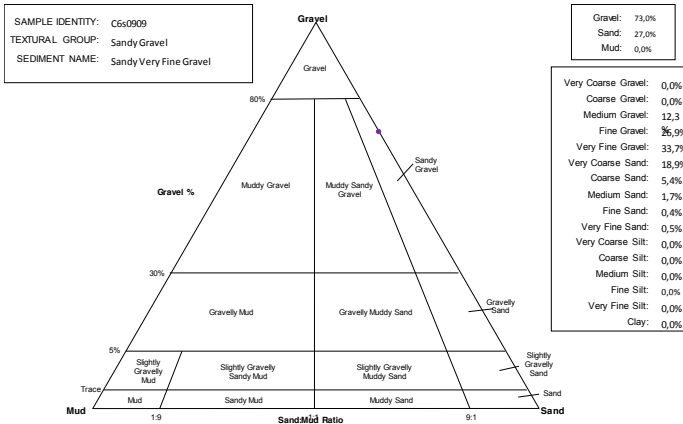 SAMPLE IDENTITY: C6s0909
TEXTURAL GROUP: Sandy Gravel
SEDIMENT NAME: Sandy Very Fine Gravel
Gravel
Gravel: 73,0%
Sand: 27,0%
Mud: 0,0%
Gravel
80%
Sandy
Gravel
Muddy Gravel
Muddy Sandy
Gravel
Gravel %
30%
Gravelly Mud
Gravelly Muddy Sand
Gravelly
Sand
5%
Slightly
Gravelly
Mud
Slightly Gravelly
Sandy Mud
Slightly Gravelly
Muddy Sand
Slightly
Gravelly
Sand
Trace
Mud
Sandy Mud
Muddy Sand
Sand
Mud
Sand
1:9
1:1
9:1
Sand:Mud Ratio
Very Coarse Gravel: 0,0%
Coarse Gravel: 0,0%
Medium Gravel: 12,3
%
Fine Gravel: 26,9%
Very Fine Gravel: 33,7%
Very Coarse Sand: 18,9%
Coarse Sand: 5,4%
Medium Sand: 1,7%
Fine Sand: 0,4%
Very Fine Sand: 0,5%
Very Coarse Silt: 0,0%
Coarse Silt: 0,0%
Medium Silt: 0,0%
Fine Silt: 0,0%
Very Fine Silt: 0,0%
Clay: 0,0%